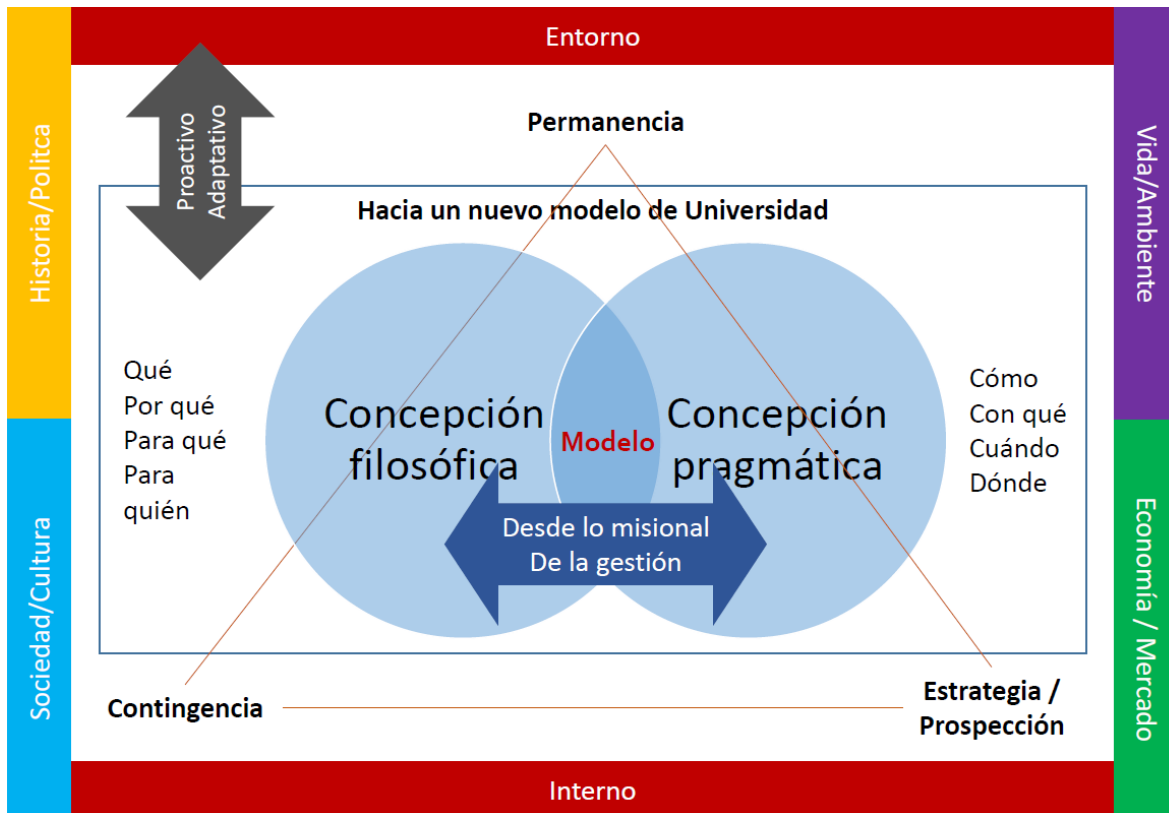 Entorno
Historia/Politca
Sociedad/Cultura
Proactivo
Adaptativo
Permanencia
Hacia un nuevo modelo de Universidad
Qué
Por qué
Para qué
Para
quién
Concepción
filosófica
Modelo
Concepción
pragmática
Desde lo misional
De la gestión
Cómo
Con qué
Cuándo
Dónde
Contingencia
Estrategia /
Prospección
Vida/Ambiente
Economía / Mercado
Interno